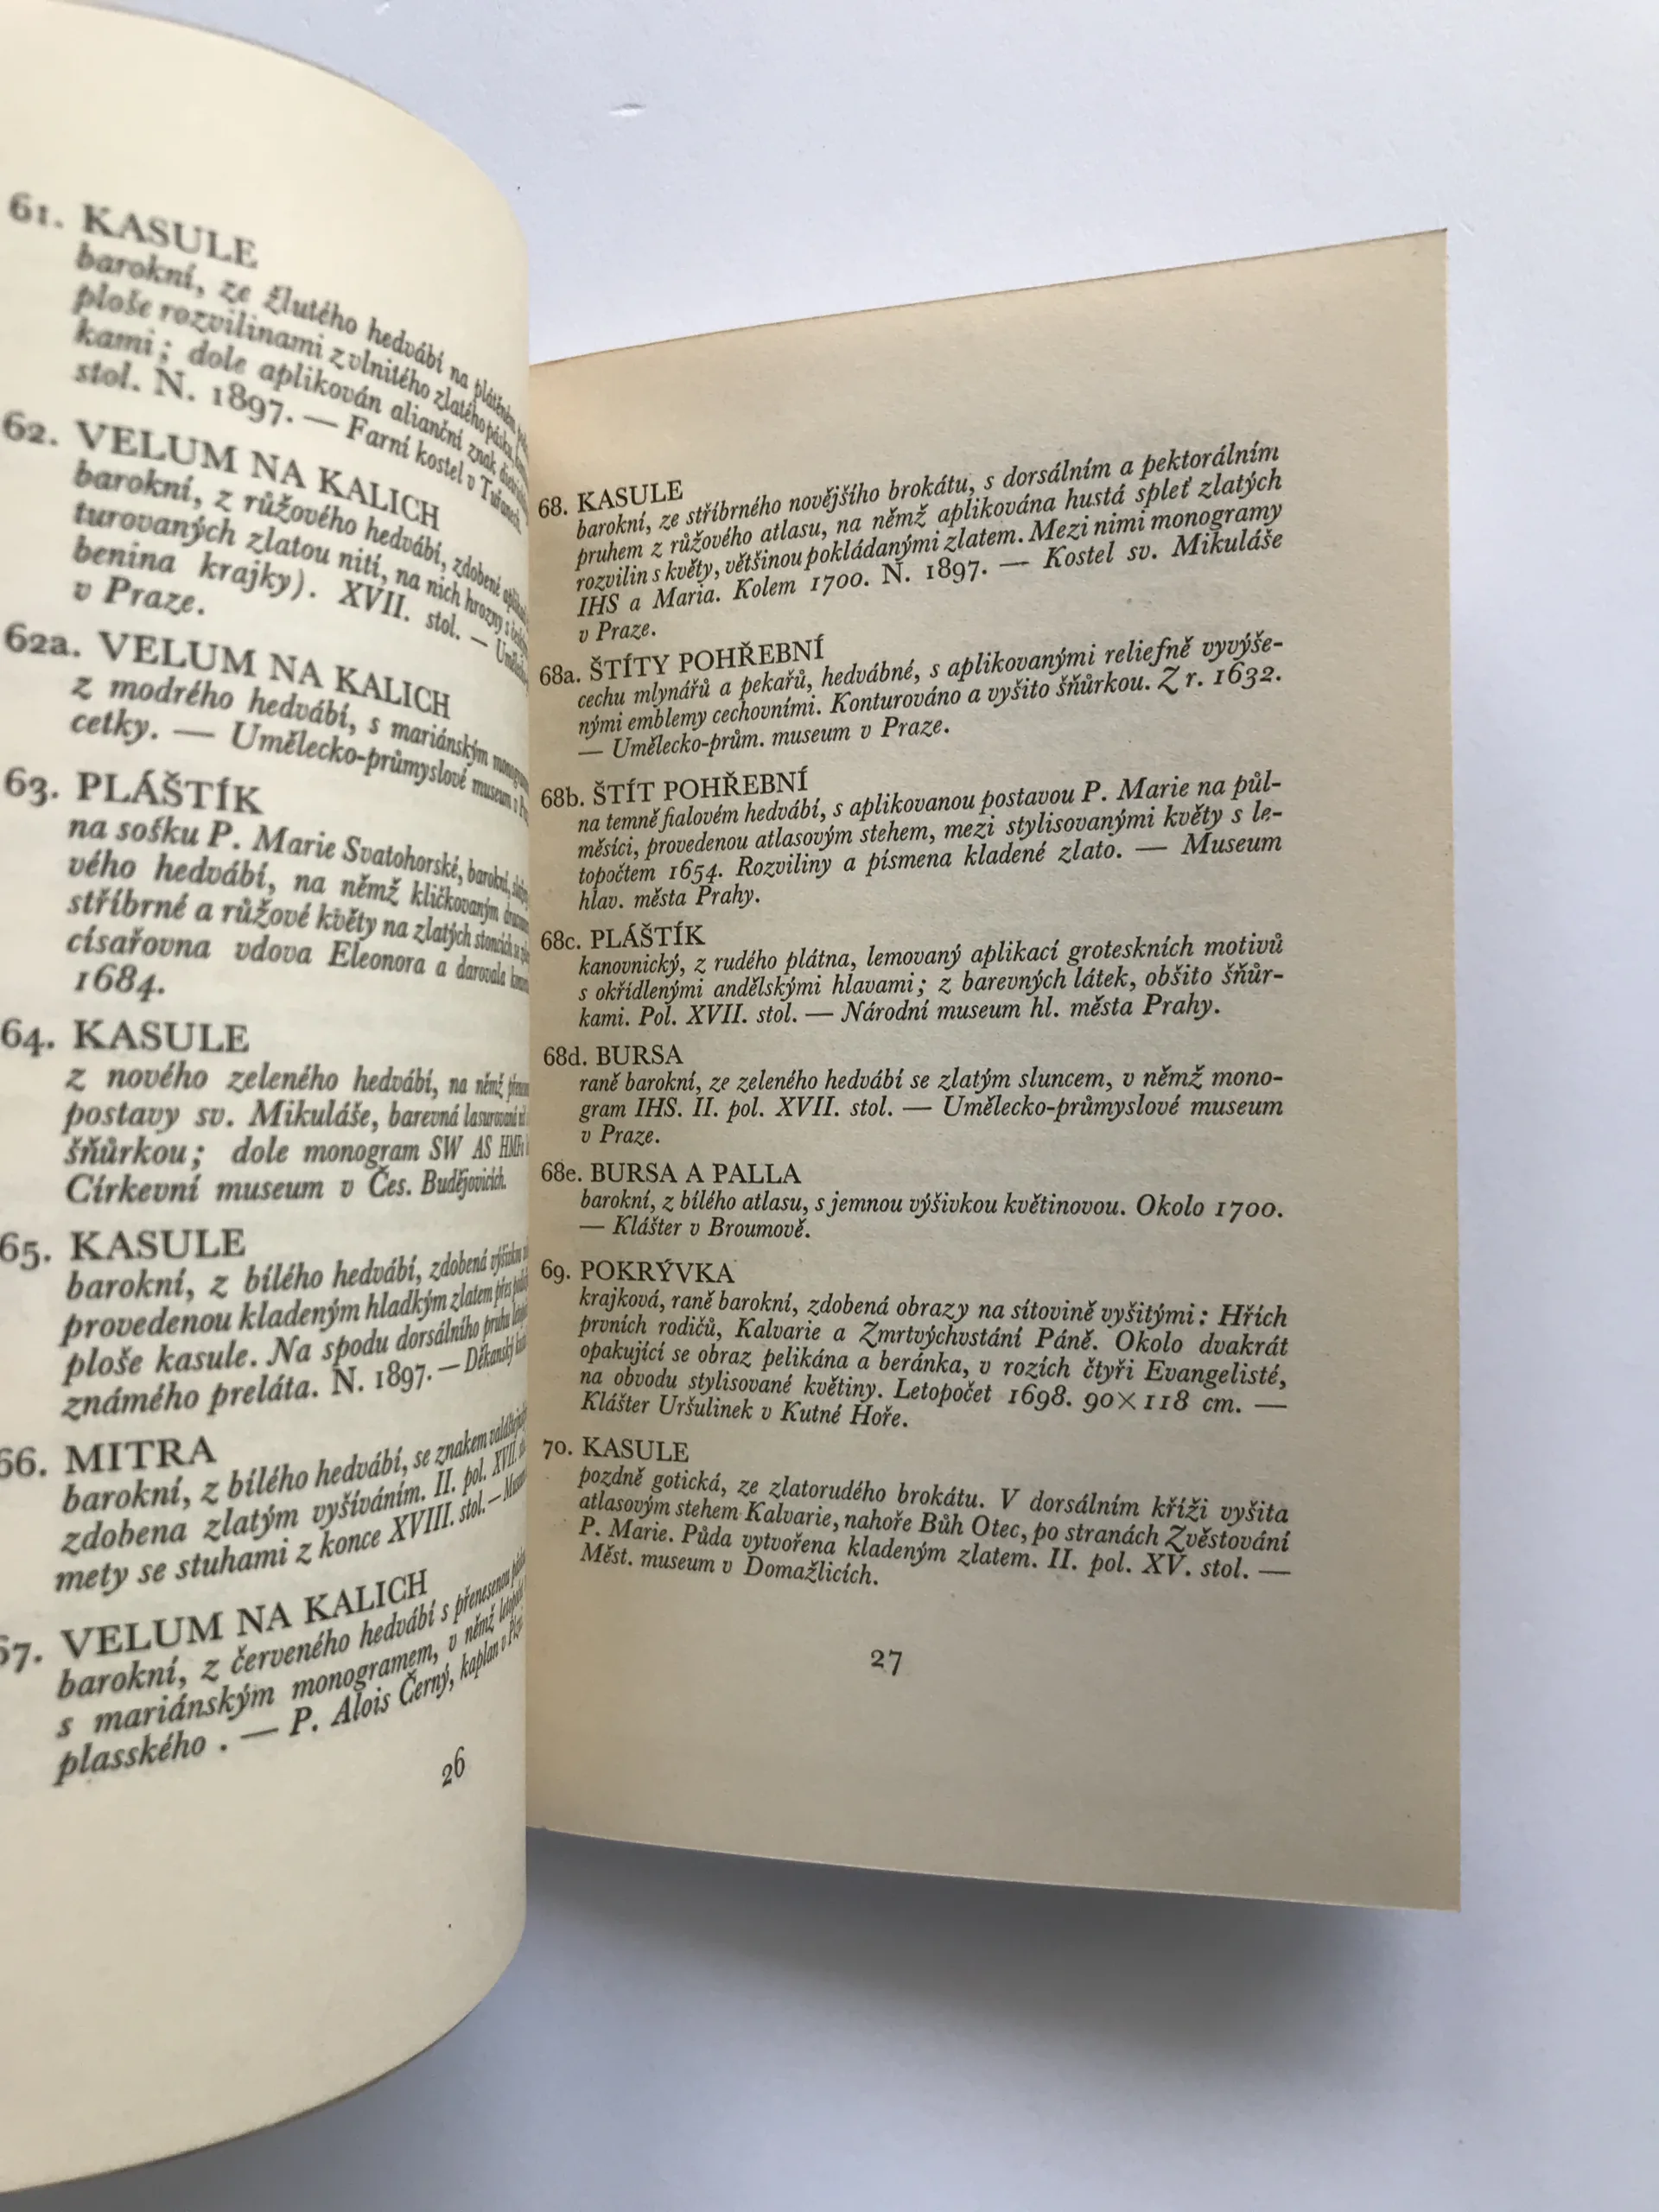 61. KASULE
barokní, ze žlutého hedvábí na plátěném
ploše rozvilinami zvlnitého zlatého pásku,
kami; dole aplikován alianční znak
stol. N. 1897. — Farní kostel v Tuřanech.
62. VELUM NA KALICH
barokní, z růžového hedvábí, zdobené
turovaných zlatou nití, na nich hrozny s
benina krajky). XVII. stol. —
v Praze.
62a. VELUM NA KALICH
z modrého hedvábí, s mariánským
cetky. — Umělecko-průmyslové museum v
63. PLÁŠTÍK
na sošku P. Marie Svatohorské, barokní,
vého hedvábí, na němž kličkovaným
stříbrné a růžové květy na zlatých stoncích
císařovna vdova Eleonora a darovala
1684.
64. KASULE
z nového zeleného hedvábí, na němž
postavy sv. Mikuláše, barevná lasurovaná
šňůrkou; dole monogram SW AS
Církevní museum v Čes. Budějovicích.
65. KASULE
barokní, z bílého hedvábí, zdobená
provedenou kladeným hladkým zlatem přes
ploše kasule. Na spodu dorsálního pruhu
známého preláta. N. 1897. — Děkanský
66. MITRA
barokní, z bílého hedvábí, se znakem
zdobena zlatým vyšíváním. II. pol. XVII.
mety se stuhami z konce XVIII. stol. —
67. VELUM NA KALICH
barokní, z červeného hedvábí s přenesenou
s mariánským monogramem, v němž
plasského . — P. Alois Černý, kaplan v
26
68. KASULE
barokní, ze stříbrného novějšího brokátu, s dorsálním a pektorálním
pruhem z růžového atlasu, na němž aplikována hustá spleť zlatých
rozvilin s květy, většinou pokládanými zlatem. Mezi nimi monogramy
IHS a Maria. Kolem 1700. N. 1897. — Kostel sv. Mikuláše
v Praze.
68a. ŠTÍTY POHŘEBNÍ
cechu mlynářů a pekařů, hedvábné, s aplikovanými reliefně vyvýše-
nými emblemy cechovními. Konturováno a vyšito šňůrkou. Z r. 1632.
— Umělecko-prům. museum v Praze.
68b. ŠTÍT POHŘEBNÍ
na temně fialovém hedvábí, s aplikovanou postavou P. Marie na půl-
měsíci, provedenou atlasovým stehem, mezi stylisovanými květy s le-
topočtem 1654. Rozviliny a písmena kladené zlato. — Museum
hlav. města Prahy.
68c. PLÁŠTÍK
kanovnický, z rudého plátna, lemovaný aplikací groteskních motivů
s okřídlenými andělskými hlavami; z barevných látek, obšito šňůr-
kami. Pol. XVII. stol. — Národní museum hl. města Prahy.
68d. BURSA
raně barokní, ze zeleného hedvábí se zlatým sluncem, v němž mono-
gram IHS. II. pol. XVII. stol. — Umělecko-průmyslové museum
v Praze.
68e. BURSA A PALLA
barokní, z bílého atlasu, s jemnou výšivkou květinovou. Okolo 1700.
— Klášter v Broumově.
69. POKRÝVKA
krajková, raně barokní, zdobená obrazy na sítovině vyšitými: Hřích
prvních rodičů, Kalvarie a Zmrtvýchvstání Páně. Okolo dvakrát
opakující se obraz pelikána a beránka, v rozích čtyři Evangelisté,
na obvodu stylisované květiny. Letopočet 1698. 90×118 cm. —
Klášter Uršulinek v Kutné Hoře.
70. KASULE
pozdně gotická, ze zlatorudého brokátu. V dorsálním kříži vyšita
atlasovým stehem Kalvarie, nahoře Bůh Otec, po stranách Zvěstování
P. Marie. Půda vytvořena kladeným zlatem. II. pol. XV. stol. —
Měst. museum v Domažlicích.
27